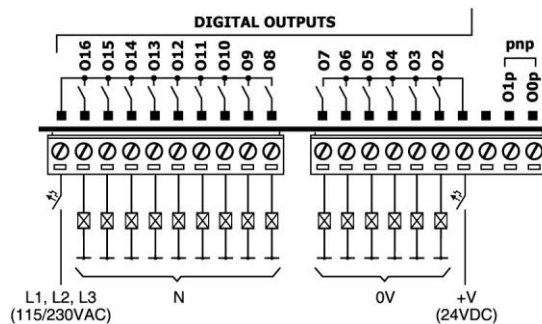 DIGITAL OUTPUTS
pnp
O16
O15
O14
O13
O12
O11
O10
O9
O8
O7
O6
O5
O4
O3
O2
O1p
O0p
L1, L2, L3
(115/230VAC)
N
0V
+V
(24VDC)